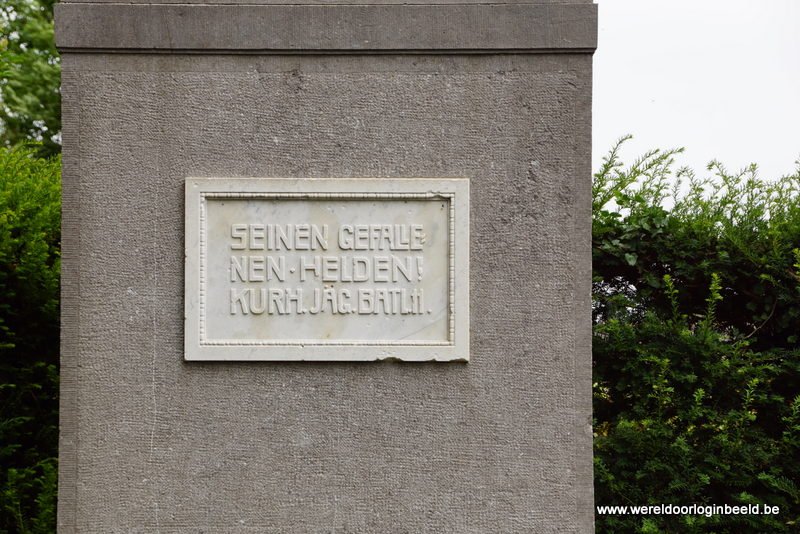 SEINEN GEFALLE
NEN·HELDEN!
KURH. JÄG. BATL. 11.
www.wereldoorloginbeeld.be